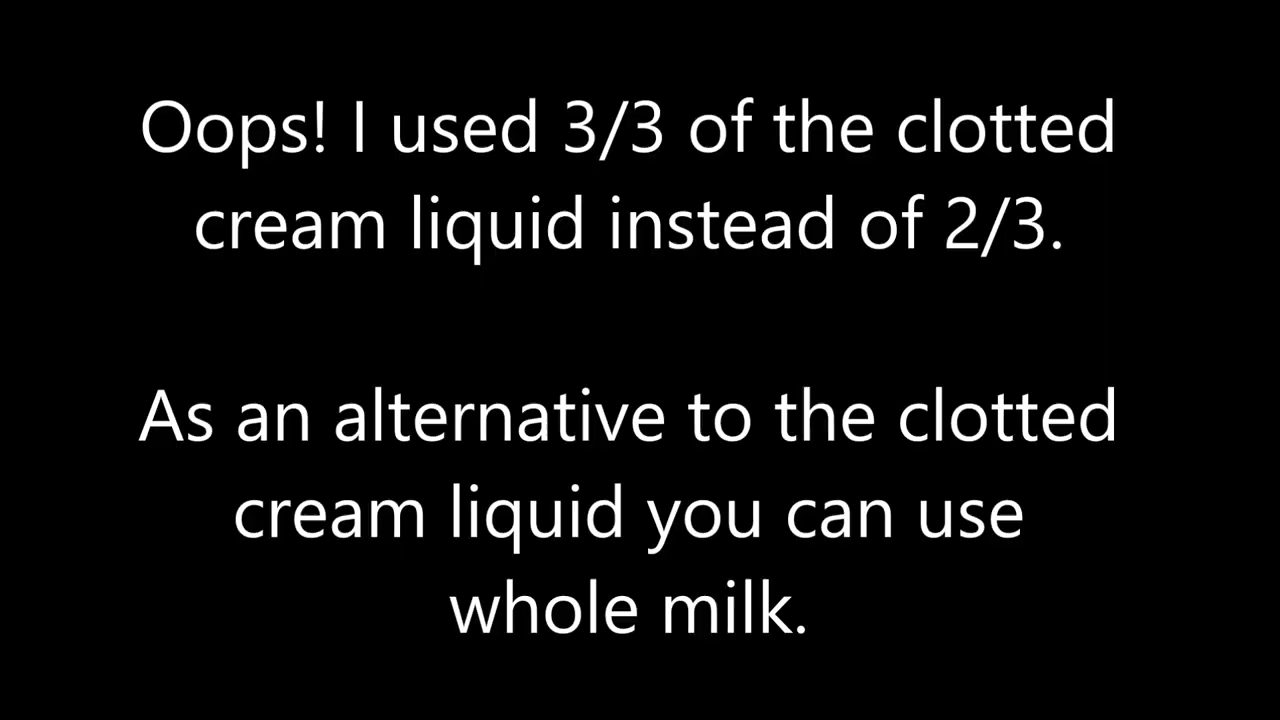 Oops! I used 3/3 of the clotted
cream liquid instead of 2/3.
As an alternative to the clotted
cream liquid you can use
whole milk.